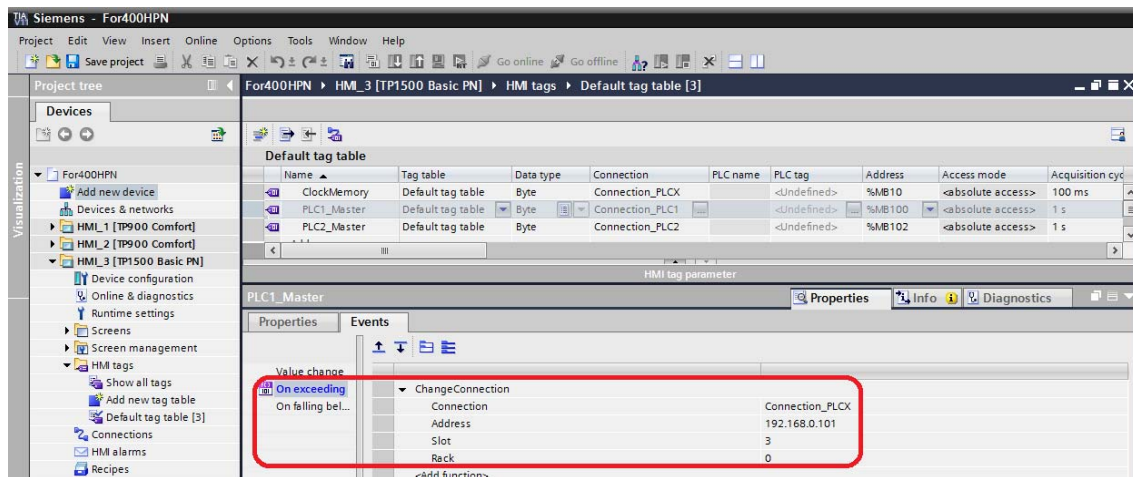 Siemens - For400HPN
Project Edit View Insert Online Options Tools Window Help
Save project Go online Go offline
Project tree For400HPN HMI_3 [TP1500 Basic PN] HMI tags Default tag table [3]
Devices
Visualization
Default tag table
Name Tag table Data type Connection PLC name PLC tag Address Access mode Acquisition cyc
ClockMemory Default tag table Byte Connection_PLCX <Undefined> %MB10 <absolute access> 100 ms
PLC1_Master Default tag table Byte Connection_PLC1 <Undefined> %MB100 <absolute access> 1 s
PLC2_Master Default tag table Byte Connection_PLC2 <Undefined> %MB102 <absolute access> 1 s
For400HPN
Add new device
Devices & networks
HMI_1 [TP900 Comfort]
HMI_2 [TP900 Comfort]
HMI_3 [TP1500 Basic PN]
Device configuration
Online & diagnostics
Runtime settings
Screens
Screen management
HMI tags
Show all tags
Add new tag table
Default tag table [3]
Connections
HMI alarms
Recipes
HMI tag parameter
PLC1_Master Properties Info Diagnostics
Properties Events
Value change
On exceeding
On falling bel...
ChangeConnection
Connection Connection_PLCX
Address 192.168.0.101
Slot 3
Rack 0
<Add function>